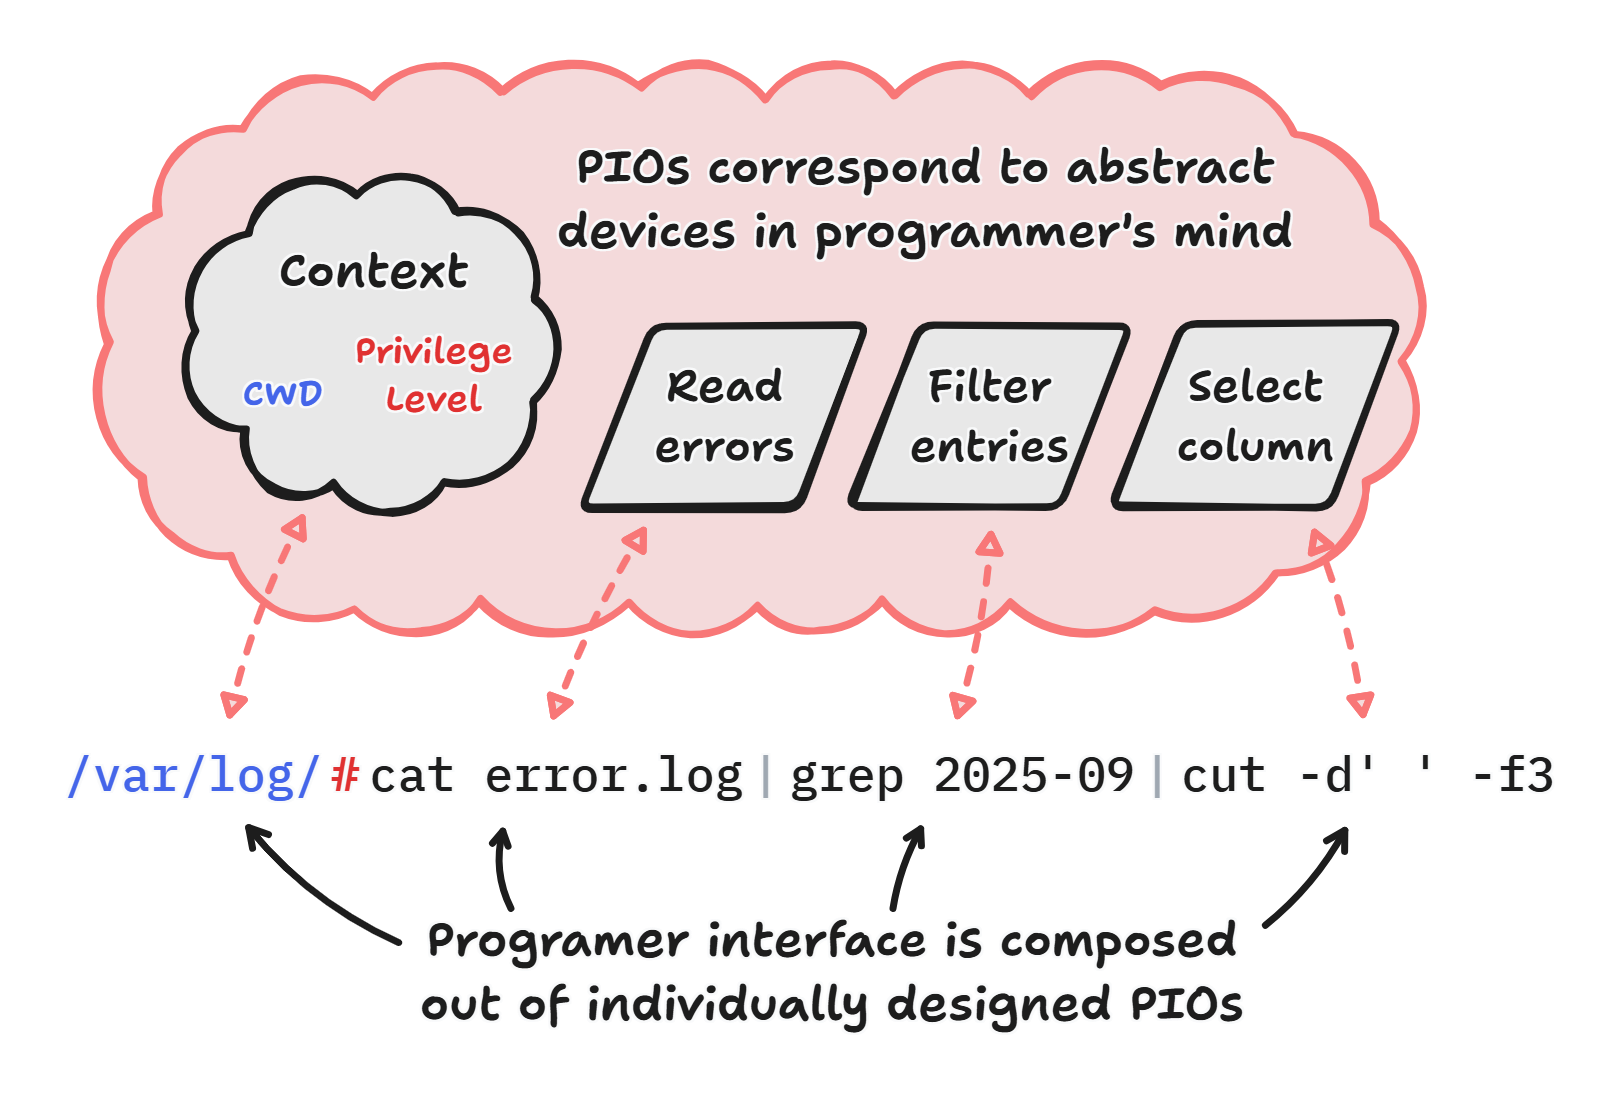 PIOs correspond to abstract
devices in programmer's mind
Context
Privilege
Level
CWD
Read
errors
Filter
entries
Select
column
/var/log/#cat error.log|grep 2025-09|cut -d' ' -f3
Programer interface is composed
out of individually designed PIOs